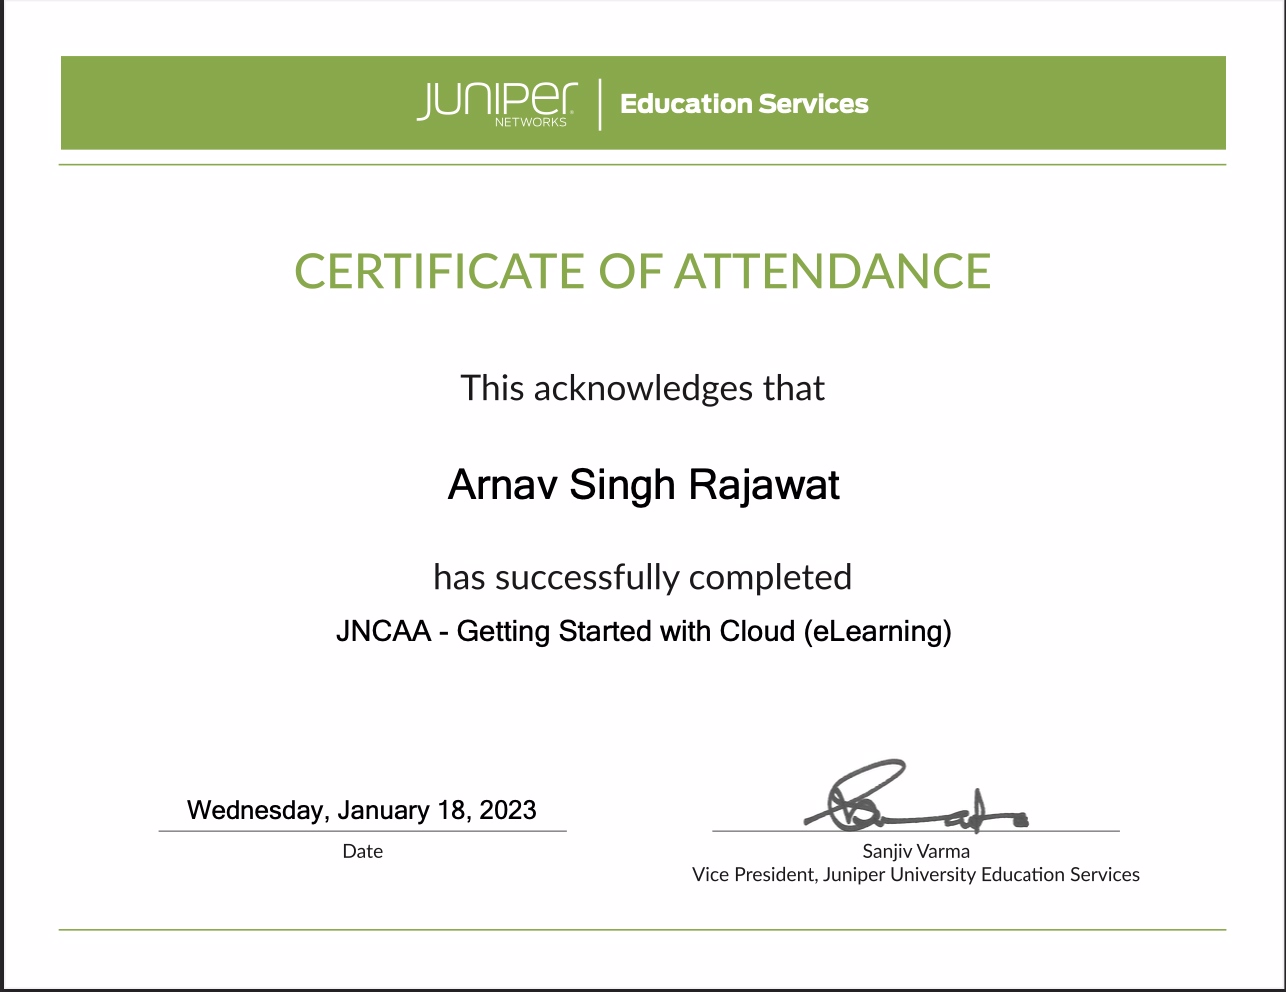 JUNIPer
NETWORKS
Education Services
CERTIFICATE OF ATTENDANCE
This acknowledges that
Arnav Singh Rajawat
has successfully completed
JNCAA - Getting Started with Cloud (eLearning)
Wednesday, January 18, 2023
Date
Sanjiv Varma
Vice President, Juniper University Education Services